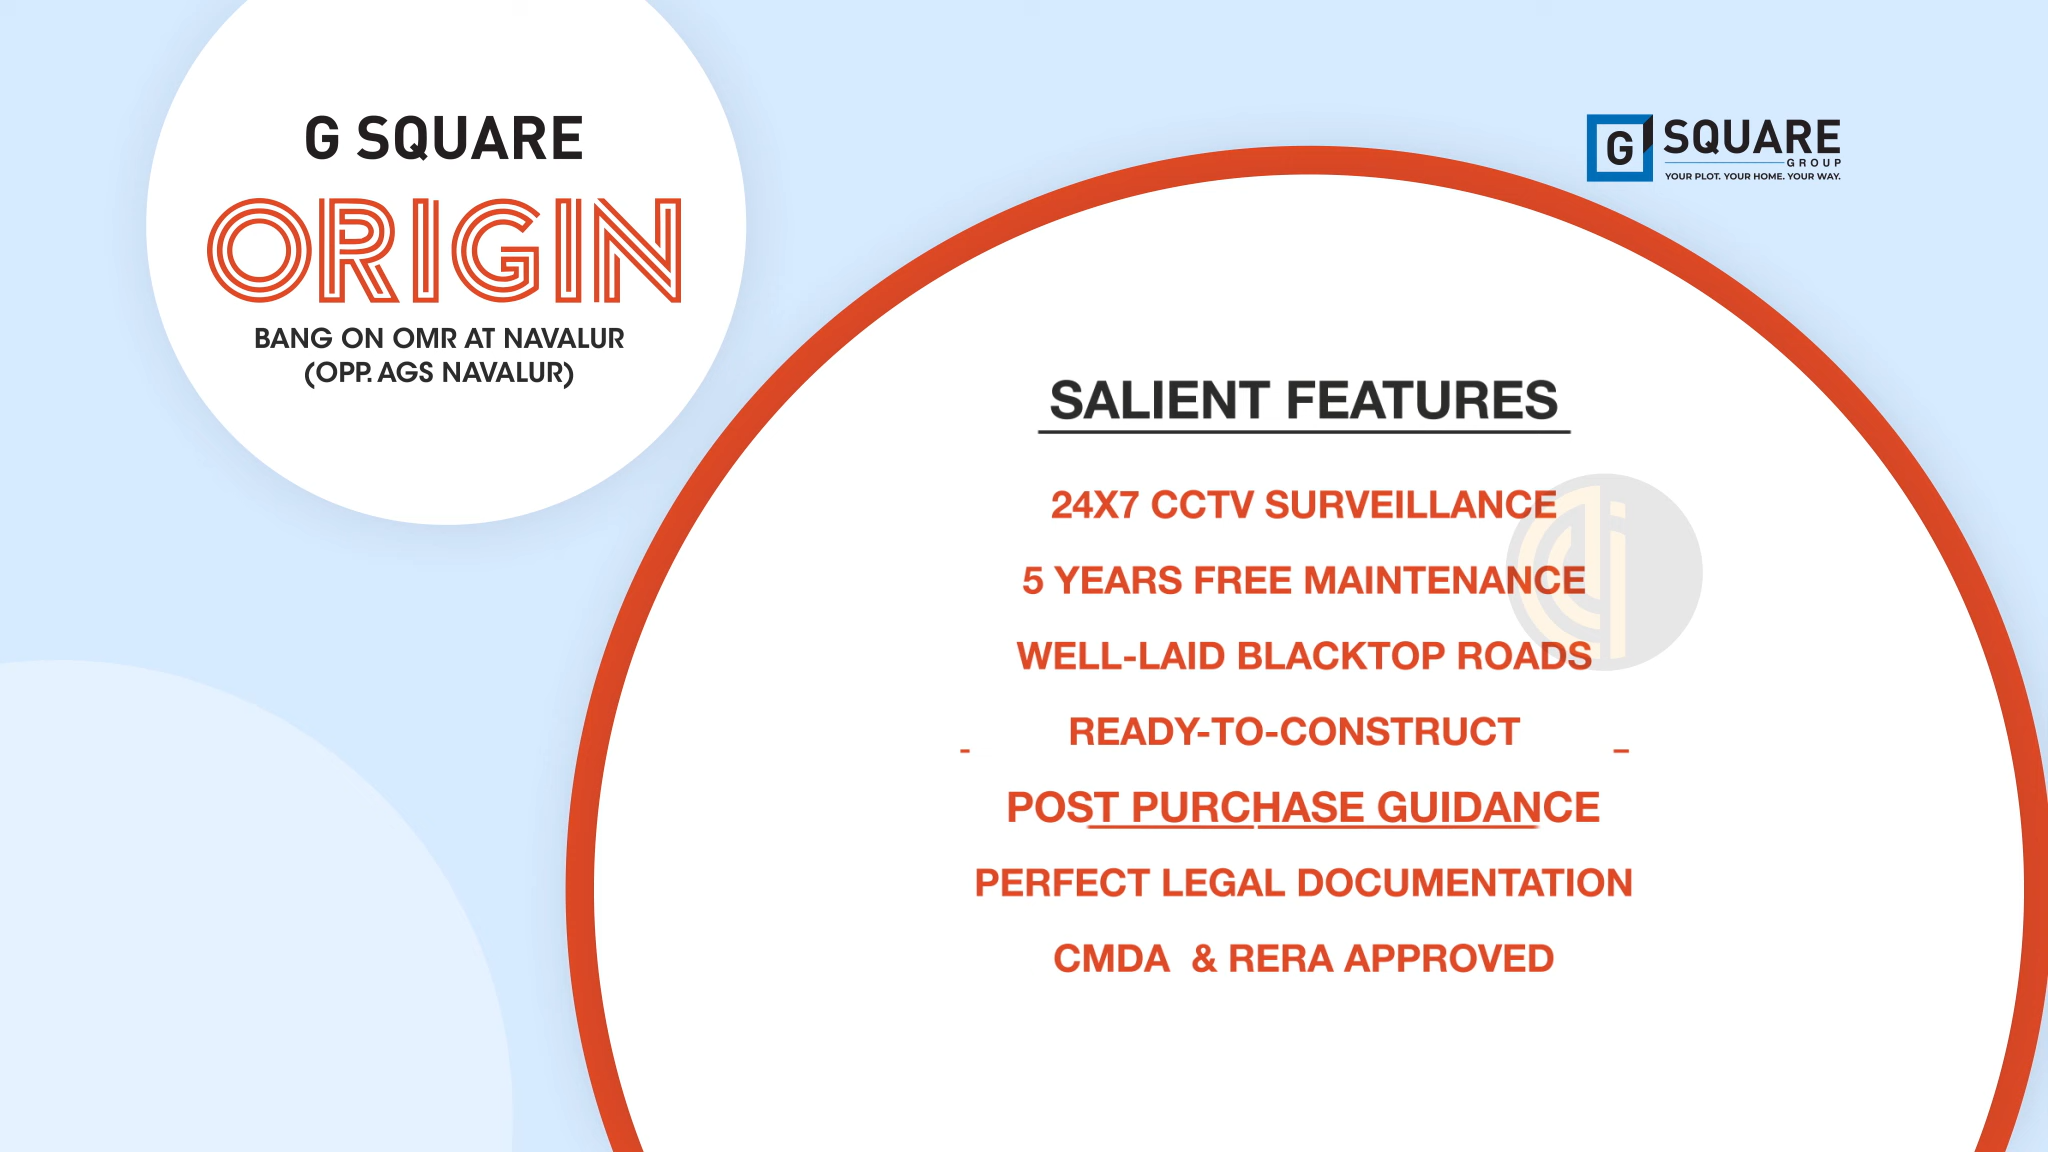 G SQUARE
ORIGIN
BANG ON OMR AT NAVALUR
(OPP. AGS NAVALUR)
G SQUARE
GROUP
YOUR PLOT. YOUR HOME. YOUR WAY.
SALIENT FEATURES
24X7 CCTV SURVEILLANCE
5 YEARS FREE MAINTENANCE
WELL-LAID BLACKTOP ROADS
READY-TO-CONSTRUCT
POST PURCHASE GUIDANCE
PERFECT LEGAL DOCUMENTATION
CMDA & RERA APPROVED